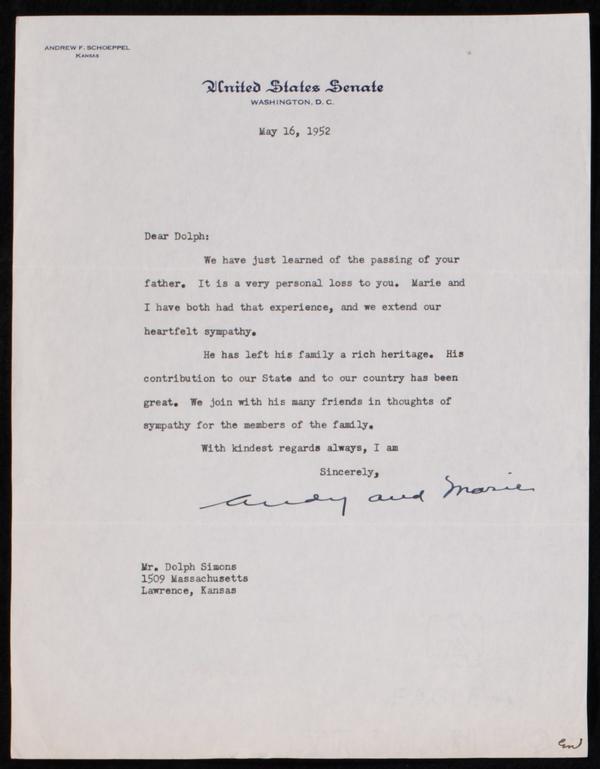 ANDREW F. SCHOEPPEL
KANSAS
United States Senate
WASHINGTON, D. C.
May 16, 1952
Dear Dolph:
We have just learned of the passing of your
father. It is a very personal loss to you. Marie and
I have both had that experience, and we extend our
heartfelt sympathy.
He has left his family a rich heritage. His
contribution to our State and to our country has been
great. We join with his many friends in thoughts of
sympathy for the members of the family.
With kindest regards always, I am
Sincerely,
Andy and Marie
Mr. Dolph Simons
1509 Massachusetts
Lawrence, Kansas